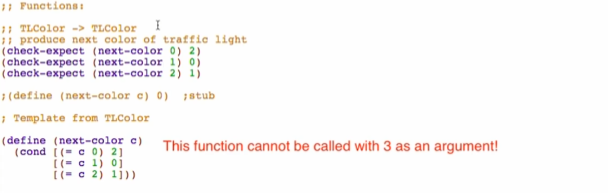 ;; Functions:
;; TLColor -> TLColor
;; produce next color of traffic light
(check-expect (next-color 0) 2)
(check-expect (next-color 1) 0)
(check-expect (next-color 2) 1)
;(define (next-color c) 0)  ;stub
; Template from TLColor
(define (next-color c)
(cond [(= c 0) 2]
[(= c 1) 0]
[(= c 2) 1]))
This function cannot be called with 3 as an argument!